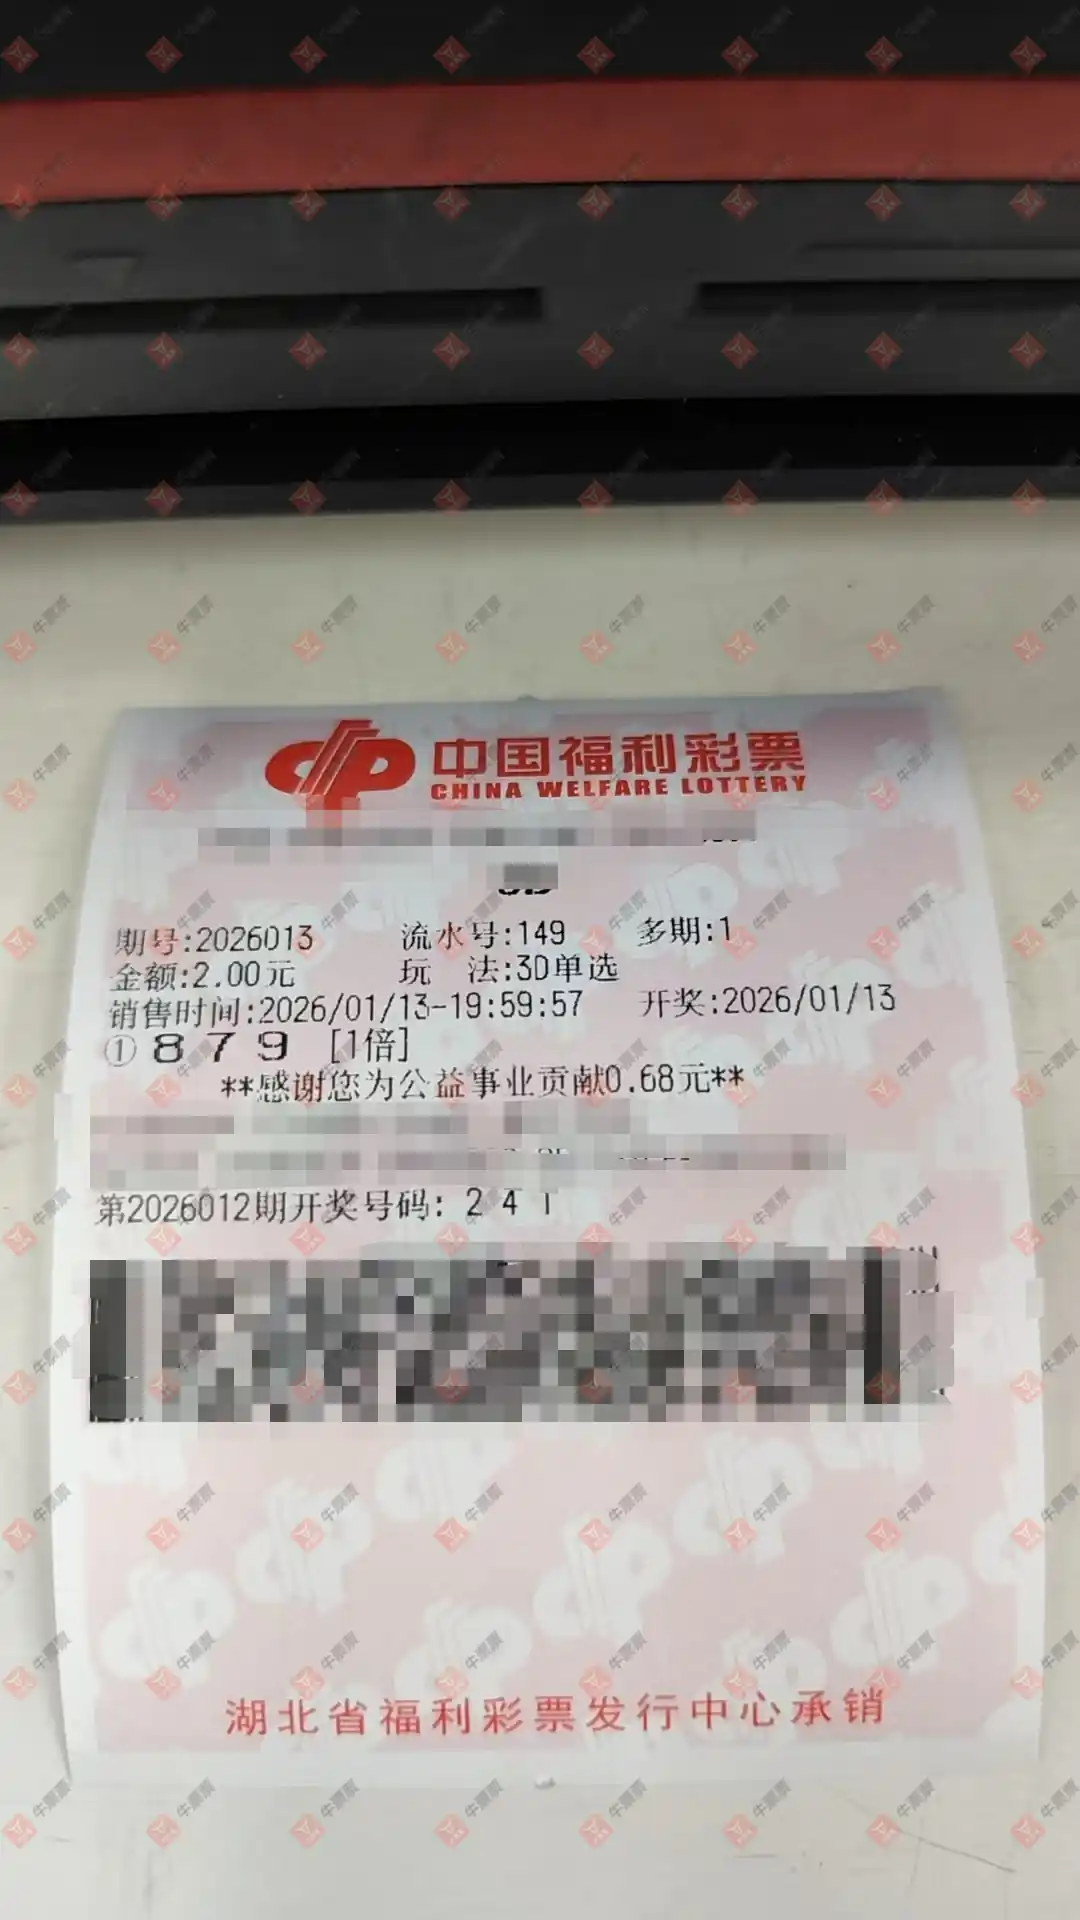 中国福利彩票
CHINA WELFARE LOTTERY
期号:2026013 流水号:149 多期:1
金额:2.00元 玩 法:3D单选
销售时间:2026/01/13-19:59:57 开奖:2026/01/13
① 8 7 9 [1倍]
**感谢您为公益事业贡献0.68元**
第2026012期开奖号码: 2 4 1
湖北省福利彩票发行中心承销
牛票票